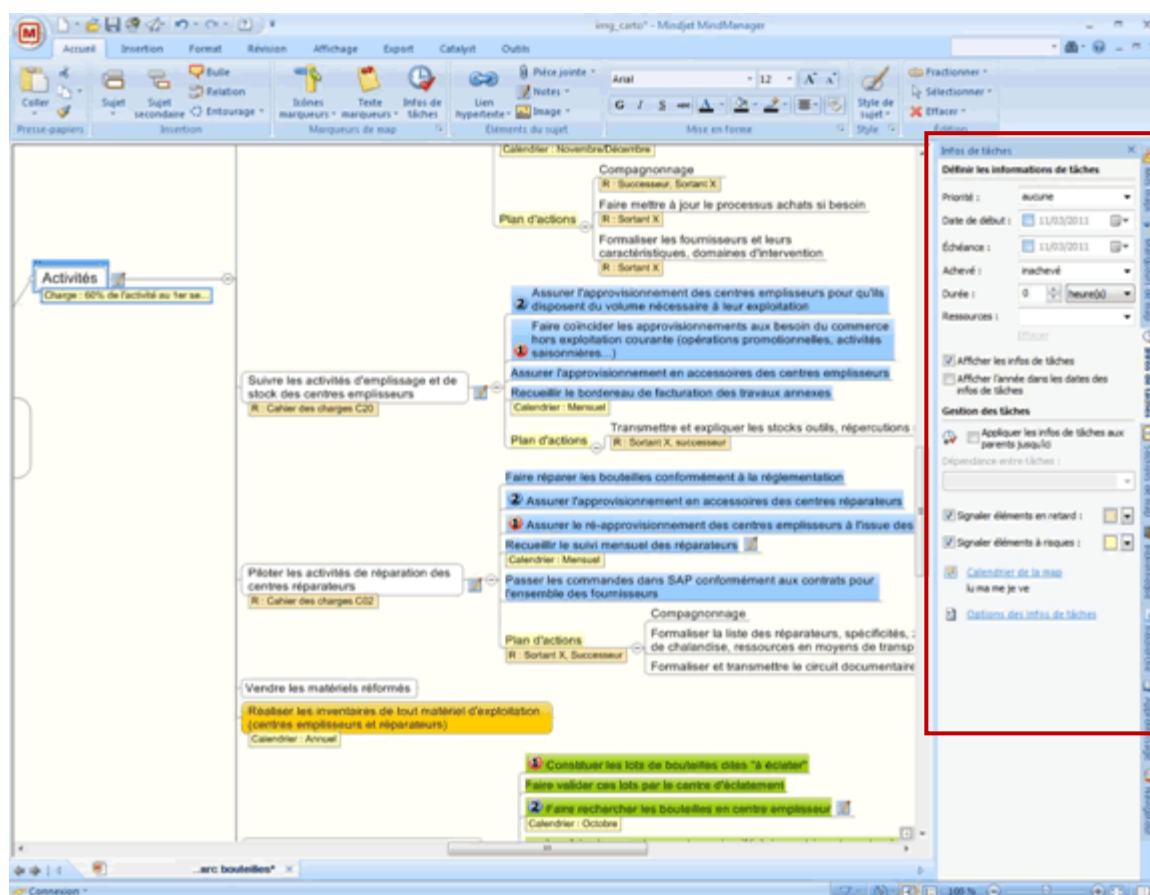 img_carto* - Mindjet MindManager
Accueil Insertion Format Révision Affichage Export Catalyst Outils
Coller
Sujet
Sujet secondaire
Bulle
Relation
Entourage
Icônes marqueurs
Texte marqueurs
Infos de tâches
Lien hypertexte
Pièce jointe
Notes
Image
Arial 12
G I S abc A
Style de sujet
Fractionner
Sélectionner
Effacer
Presse-papiers Insertion Marqueurs de map Éléments du sujet Mise en forme Style Édition
Calendrier : Novembre/Décembre
Compagnonnage
R : Successeur, Sortant X
Faire mettre à jour le processus achats si besoin
R : Sortant X
Plan d'actions
Formaliser les fournisseurs et leurs
caractéristiques, domaines d'intervention
R : Sortant X
Activités
Charge : 60% de l'activité au 1er se...
2 Assurer l'approvisionnement des centres emplisseurs pour qu'ils
disposent du volume nécessaire à leur exploitation
Faire coïncider les approvisionnements aux besoin du commerce
hors exploitation courante (opérations promotionnelles, activités
1 saisonnières...)
Assurer l'approvisionnement en accessoires des centres emplisseurs
Suivre les activités d'emplissage et de
stock des centres emplisseurs
R : Cahier des charges C20
Recueillir le bordereau de facturation des travaux annexes
Calendrier : Mensuel
Transmettre et expliquer les stocks outils, répercutions
Plan d'actions
R : Sortant X, successeur
Faire réparer les bouteilles conformément à la réglementation
2 Assurer l'approvisionnement en accessoires des centres réparateurs
1 Assurer le ré-approvisionnement des centres emplisseurs à l'issue des
Recueillir le suivi mensuel des réparateurs
Calendrier : Mensuel
Piloter les activités de réparation des
centres réparateurs
R : Cahier des charges C02
Passer les commandes dans SAP conformément aux contrats pour
l'ensemble des fournisseurs
Compagnonnage
Formaliser la liste des réparateurs, spécificités,
de chalandise, ressources en moyens de transp
Plan d'actions
R : Sortant X, Successeur
Formaliser et transmettre le circuit documentaire
Vendre les matériels réformés
Réaliser les inventaires de tout matériel d'exploitation
(centres emplisseurs et réparateurs)
Calendrier : Annuel
1 Constituer les lots de bouteilles dites "à éclater"
Faire valider ces lots par le centre d'éclatement
2 Faire rechercher les bouteilles en centre emplisseur
Calendrier : Octobre
Infos de tâches
Définir les informations de tâches
Priorité : aucune
Date de début : 11/03/2011
Échéance : 11/03/2011
Achevé : inachevé
Durée : 0 heure(s)
Ressources :
Effacer
Afficher les infos de tâches
Afficher l'année dans les dates des
infos de tâches
Gestion des tâches
Appliquer les infos de tâches aux
parents jusqu'ici
Dépendance entre tâches :
Signaler éléments en retard :
Signaler éléments à risques :
Calendrier de la map
lu ma me je ve
Options des infos de tâches
...arc bouteilles*
Connexion
100 %